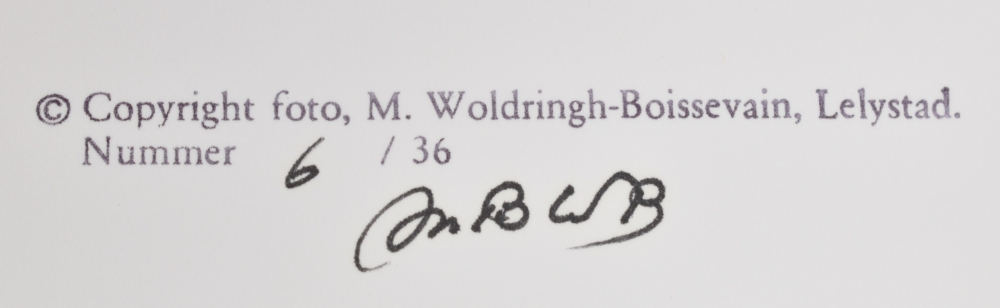 © Copyright foto, M. Woldringh-Boissevain, Lelystad.
Nummer 6 / 36